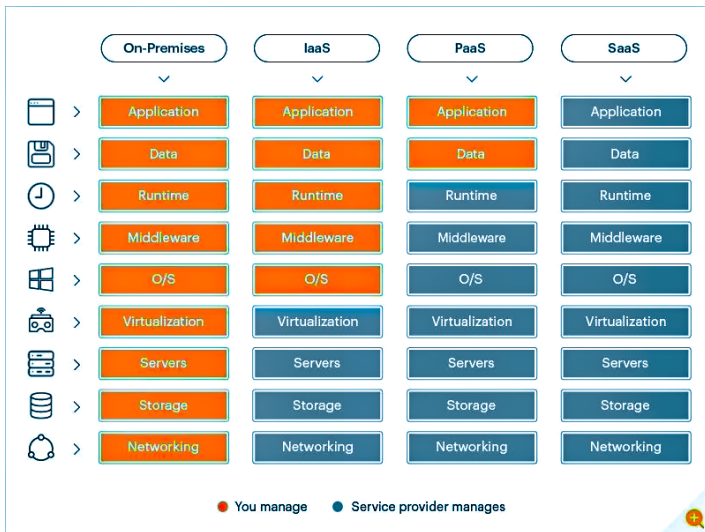 On-Premises IaaS PaaS SaaS
Application Application Application Application
Data Data Data Data
Runtime Runtime Runtime Runtime
Middleware Middleware Middleware Middleware
O/S O/S O/S O/S
Virtualization Virtualization Virtualization Virtualization
Servers Servers Servers Servers
Storage Storage Storage Storage
Networking Networking Networking Networking
You manage Service provider manages